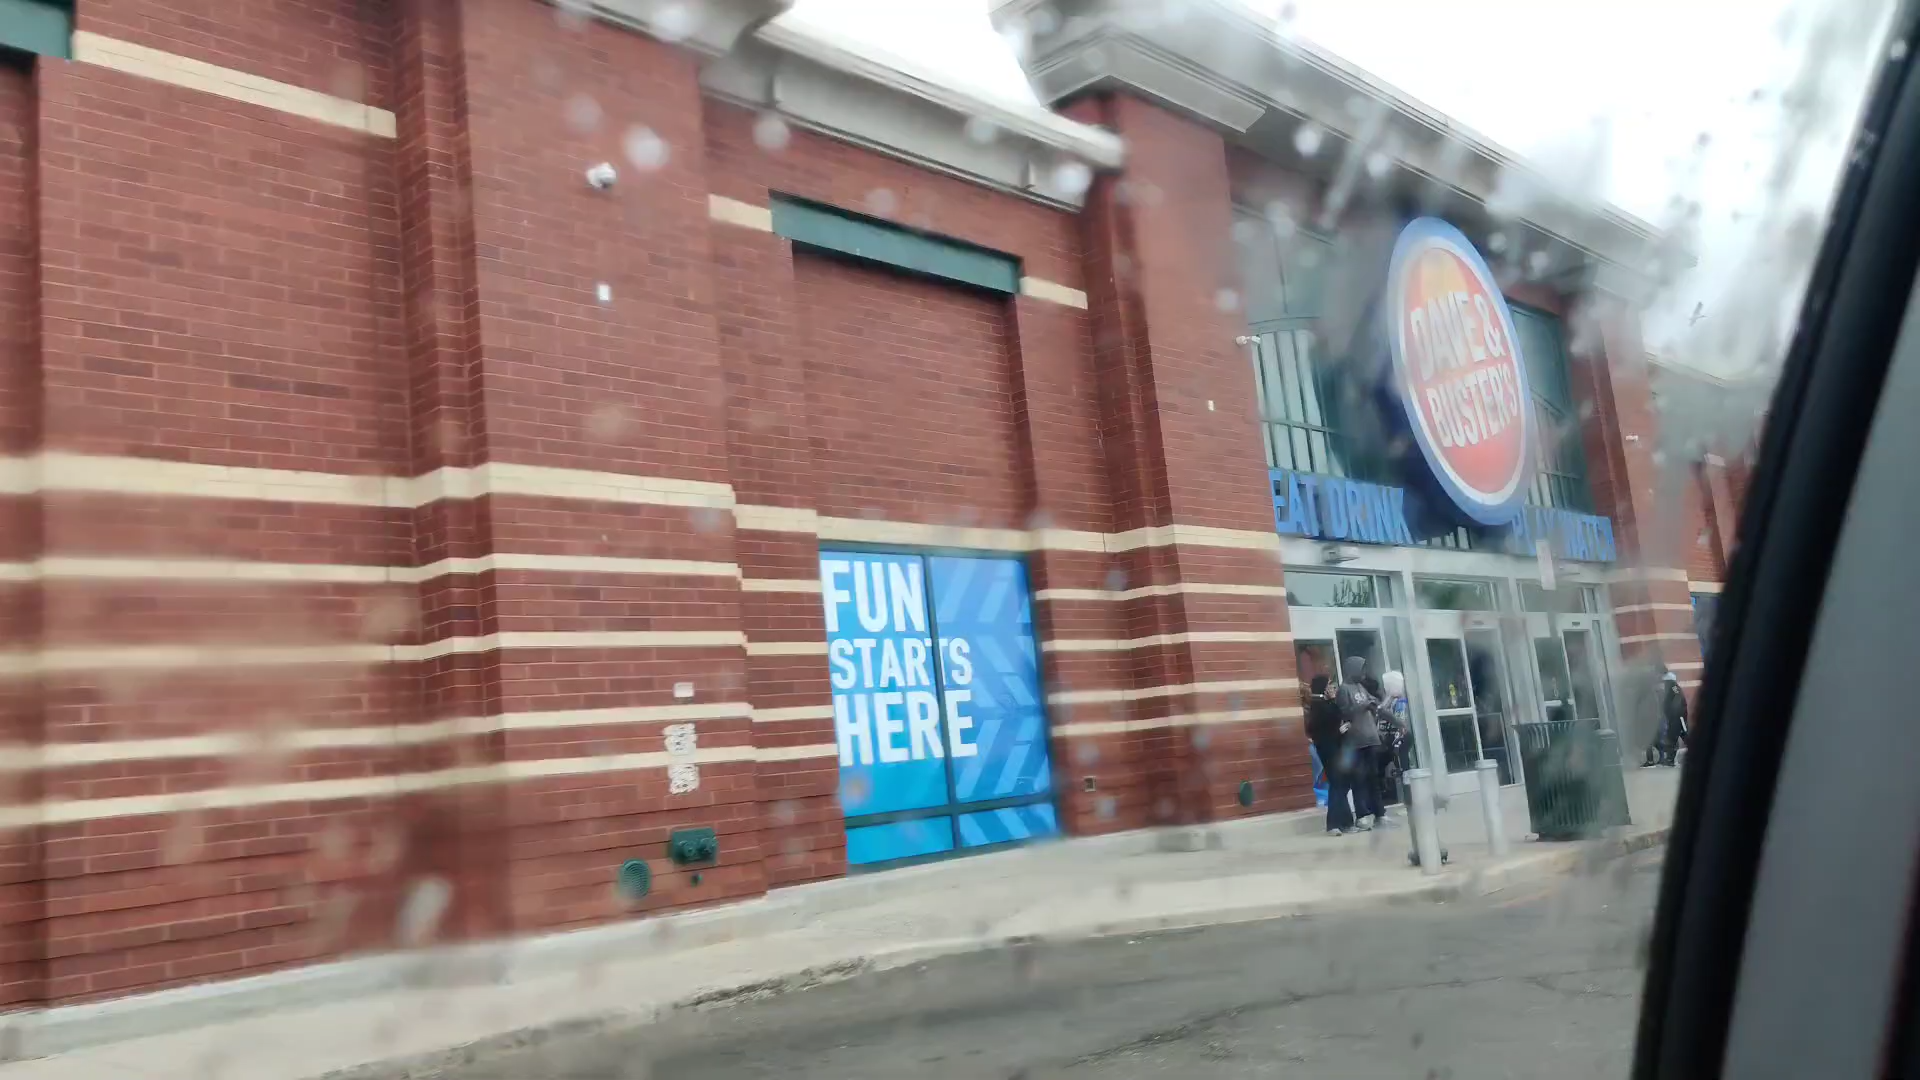 FUN
STARTS
HERE
DAVE &
BUSTER'S
EAT DRINK
PLAY WATCH